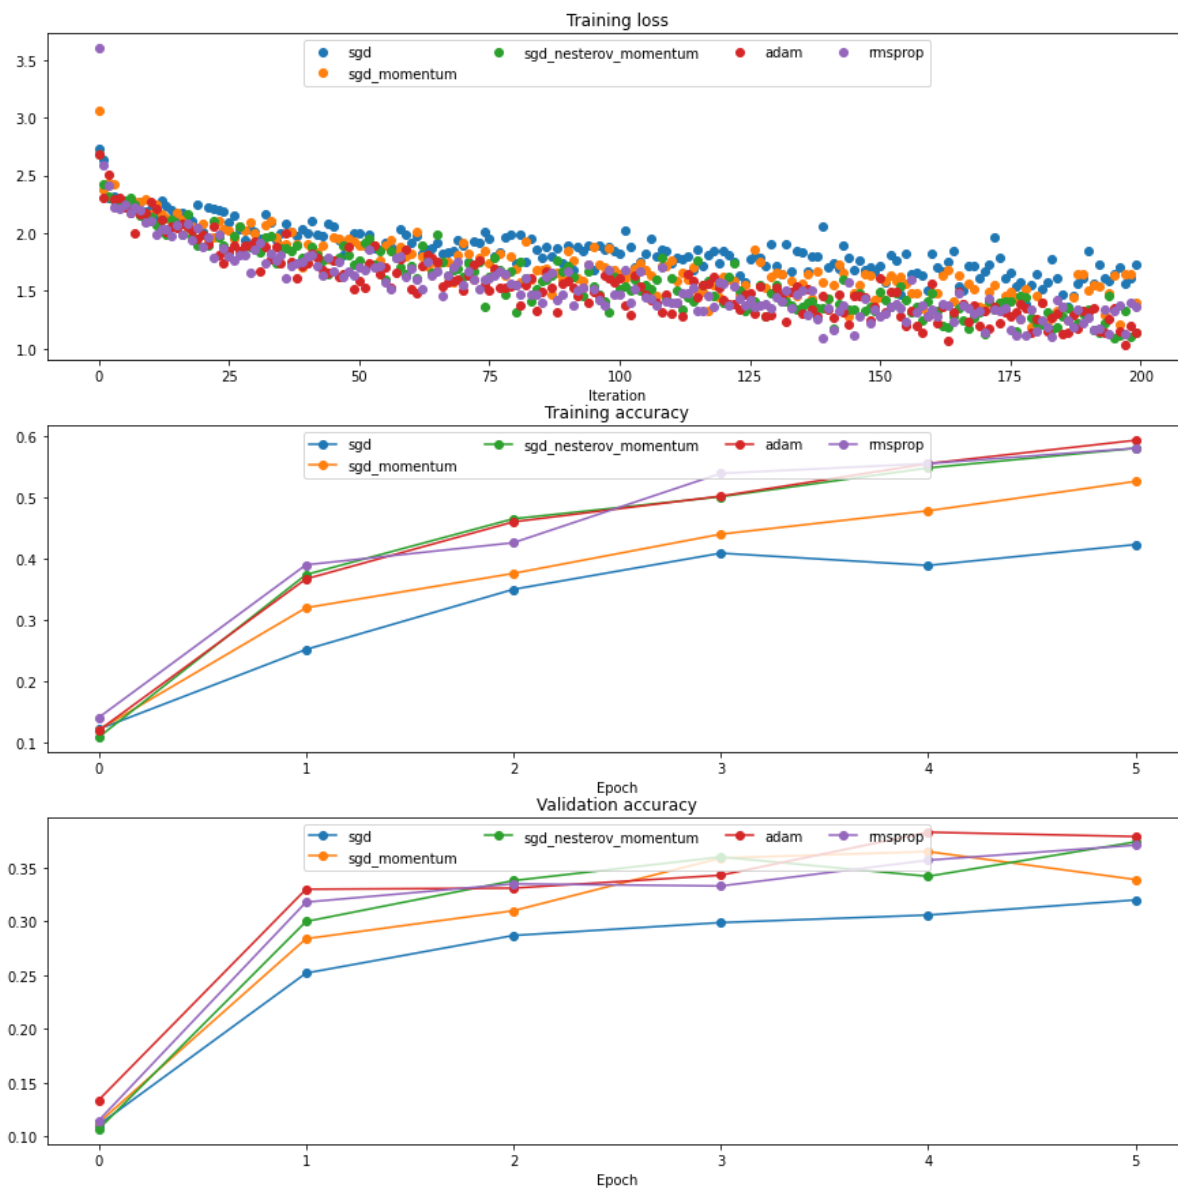 Training loss
sgd sgd_nesterov_momentum adam rmsprop
sgd_momentum
3.5
3.0
2.5
2.0
1.5
1.0
0 25 50 75 100 125 150 175 200
Iteration
Training accuracy
sgd sgd_nesterov_momentum adam rmsprop
sgd_momentum
0.6
0.5
0.4
0.3
0.2
0.1
0 1 2 3 4 5
Epoch
Validation accuracy
sgd sgd_nesterov_momentum adam rmsprop
sgd_momentum
0.35
0.30
0.25
0.20
0.15
0.10
0 1 2 3 4 5
Epoch